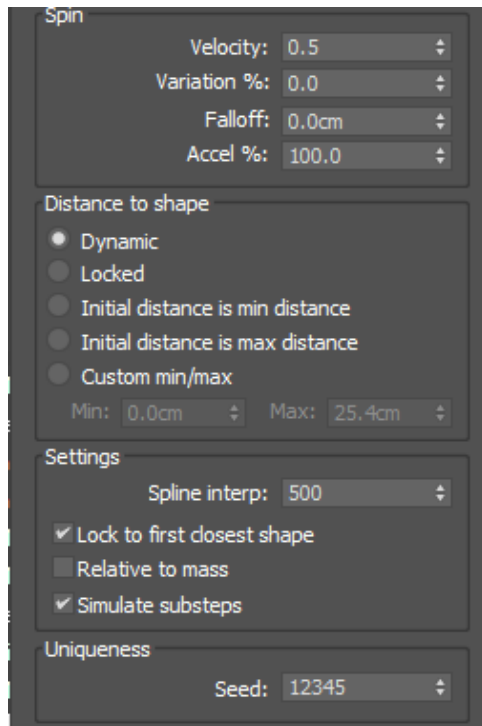 Spin
Velocity: 0.5
Variation %: 0.0
Falloff: 0.0cm
Accel %: 100.0
Distance to shape
Dynamic
Locked
Initial distance is min distance
Initial distance is max distance
Custom min/max
Min: 0.0cm Max: 25.4cm
Settings
Spline interp: 500
Lock to first closest shape
Relative to mass
Simulate substeps
Uniqueness
Seed: 12345